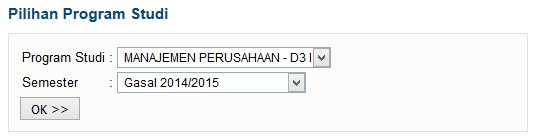 Pilihan Program Studi
Program Studi : MANAJEMEN PERUSAHAAN - D3
Semester : Gasal 2014/2015
OK >>